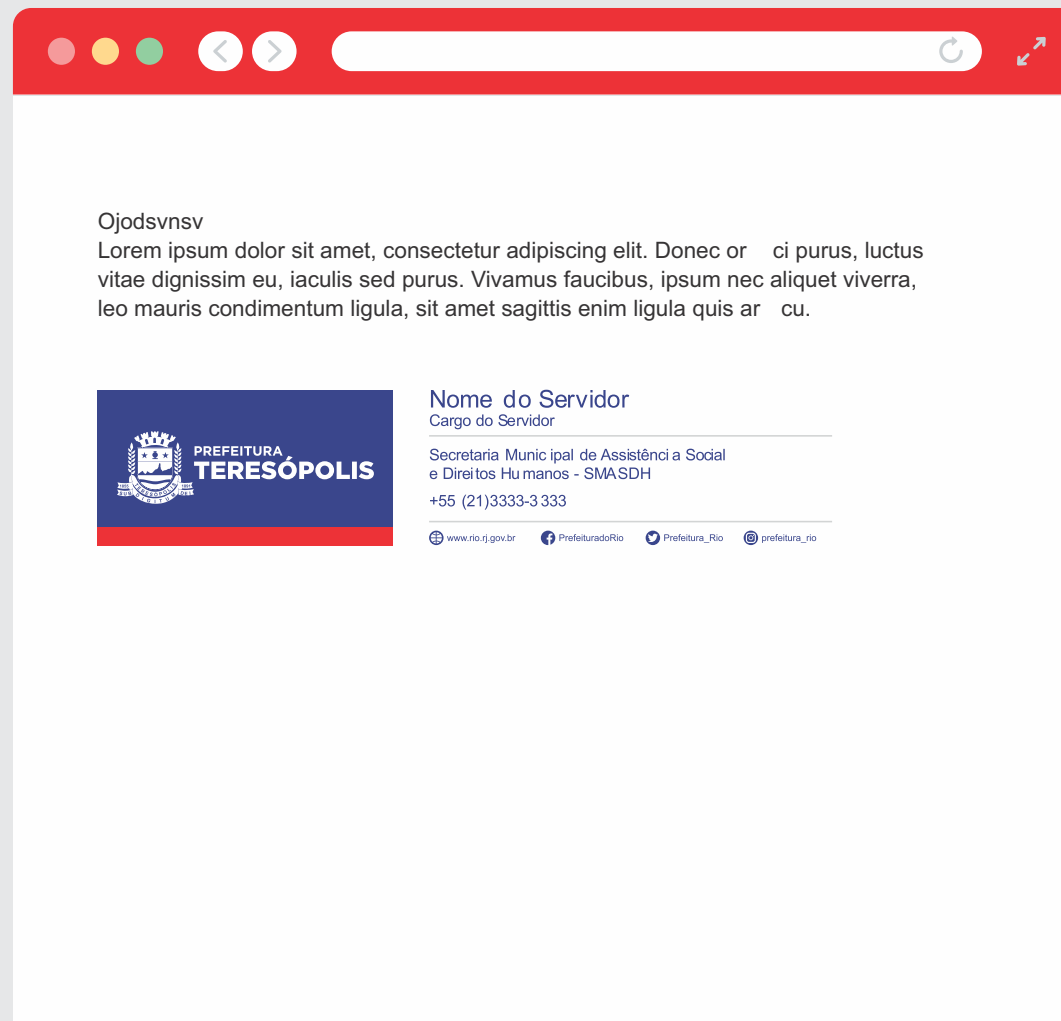 Ojodsvnsv
Lorem ipsum dolor sit amet, consectetur adipiscing elit. Donec or ci purus, luctus
vitae dignissim eu, iaculis sed purus. Vivamus faucibus, ipsum nec aliquet viverra,
leo mauris condimentum ligula, sit amet sagittis enim ligula quis ar cu.
PREFEITURA
TERESÓPOLIS
Nome do Servidor
Cargo do Servidor
Secretaria Munic ipal de Assistênci a Social
e Direitos Hu manos - SMASDH
+55 (21)3333-3 333
www.rio.rj.gov.br PrefeituradoRio Prefeitura_Rio prefeitura_rio